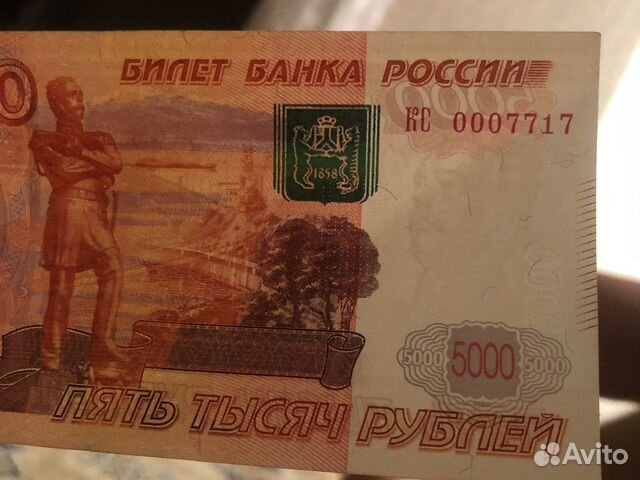 БИЛЕТ БАНКА РОССИИ
КС 0007717
1858
5000 5000 5000
ПЯТЬ ТЫСЯЧ РУБЛЕЙ
Avito